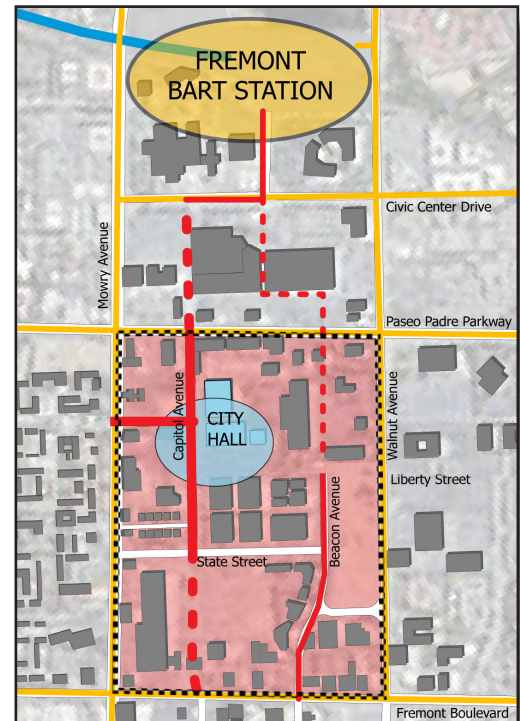 FREMONT
BART STATION
Civic Center Drive
Mowry Avenue
Paseo Padre Parkway
Capitol Avenue
CITY
HALL
Walnut Avenue
Liberty Street
Beacon Avenue
State Street
Fremont Boulevard